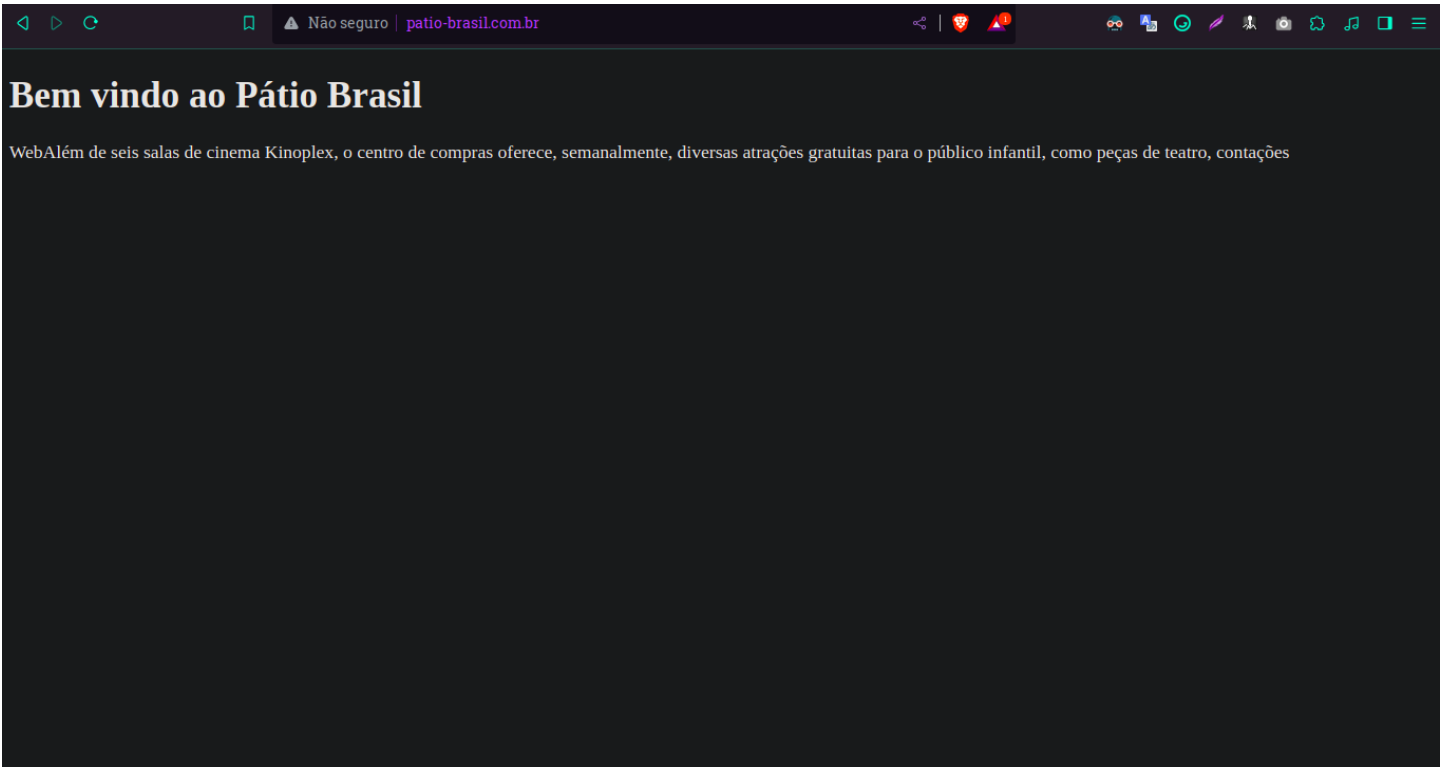 Não seguro patio-brasil.com.br 1
Bem vindo ao Pátio Brasil
WebAlém de seis salas de cinema Kinoplex, o centro de compras oferece, semanalmente, diversas atrações gratuitas para o público infantil, como peças de teatro, contações